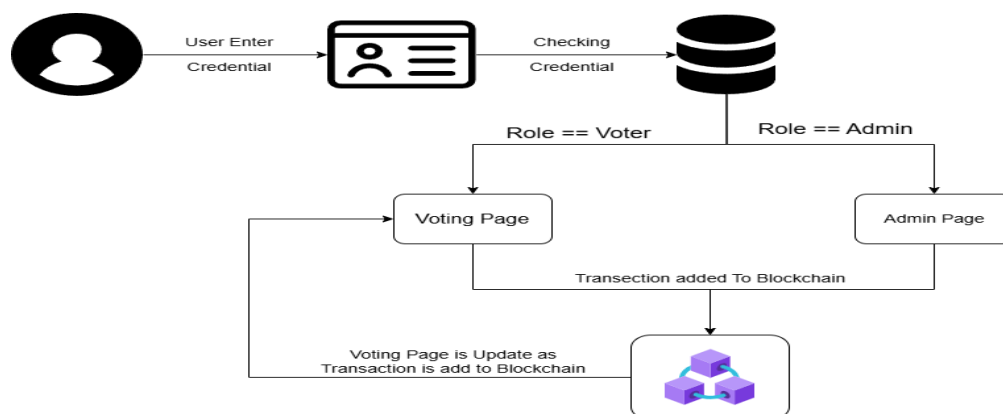 User Enter
Credential
Checking
Credential
Role == Voter
Role == Admin
Voting Page
Admin Page
Transection added To Blockchain
Voting Page is Update as
Transaction is add to Blockchain